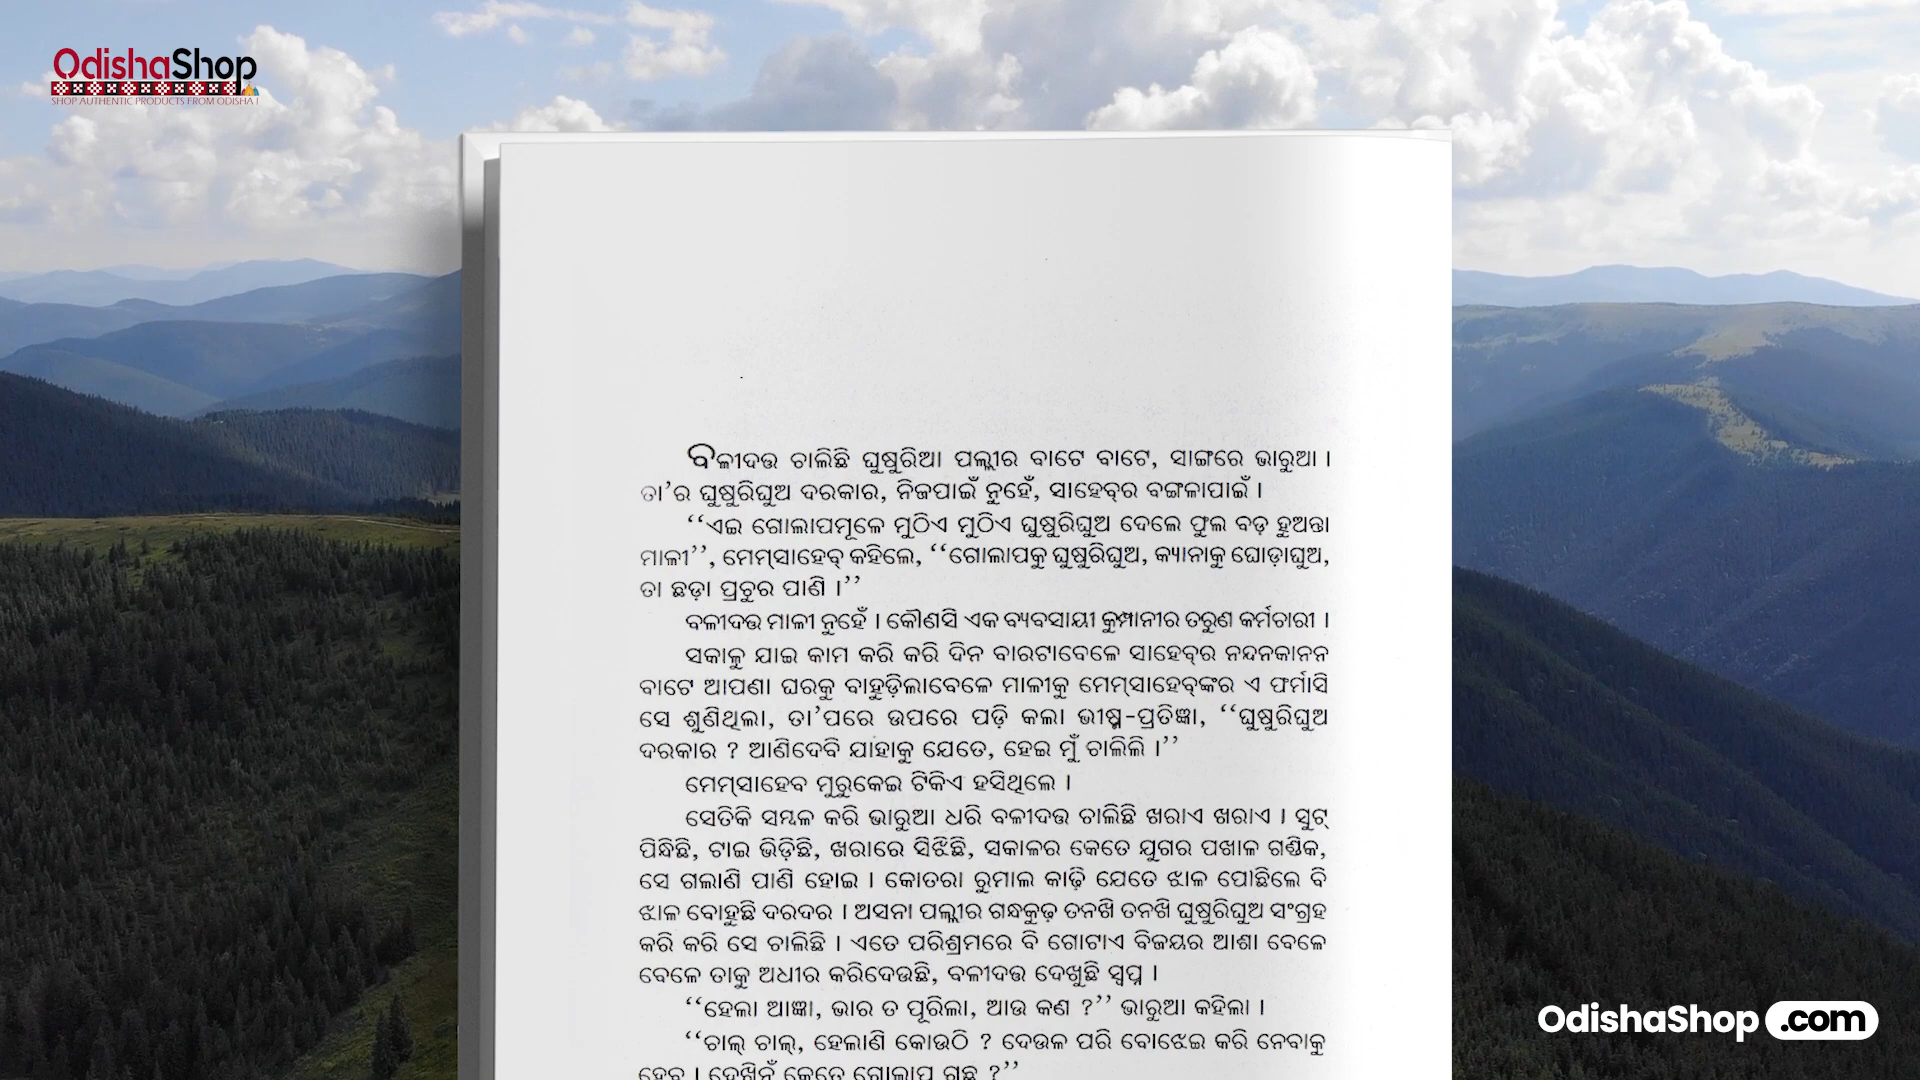 OdishaShop
SHOP AUTHENTIC PRODUCTS FROM ODISHA !
ବଳୀଦତ୍ତ ଚାଲିଛି ଘୁଷୁରିଆ ପଲ୍ଲୀର ବାଟେ ବାଟେ, ସାଙ୍ଗରେ ଭାରୁଆ ।
ତା’ର ଘୁଷୁରିଘୁଅ ଦରକାର, ନିଜପାଇଁ ନୁହେଁ, ସାହେବ୍‌ର ବଙ୍ଗଳାପାଇଁ ।
‘‘ଏଇ ଗୋଲାପମୂଳେ ମୁଠିଏ ମୁଠିଏ ଘୁଷୁରିଘୁଅ ଦେଲେ ଫୁଲ ବଡ଼ ହୁଅନ୍ତା
ମାଳୀ’’, ମେମ୍‌ସାହେବ୍ କହିଲେ, ‘‘ଗୋଲାପକୁ ଘୁଷୁରିଘୁଅ, କ୍ୟାନାକୁ ଘୋଡ଼ାଘୁଅ,
ତା ଛଡ଼ା ପ୍ରଚୁର ପାଣି ।’’
ବଳୀଦତ୍ତ ମାଳୀ ନୁହେଁ । କୌଣସି ଏକ ବ୍ୟବସାୟୀ କୁମ୍ପାନୀର ତରୁଣ କର୍ମଚାରୀ ।
ସକାଳୁ ଯାଇ କାମ କରି କରି ଦିନ ବାରଟାବେଳେ ସାହେବ୍‌ର ନନ୍ଦନକାନନ
ବାଟେ ଆପଣା ଘରକୁ ବାହୁଡ଼ିଲାବେଳେ ମାଳୀକୁ ମେମ୍‌ସାହେବ୍‌ଙ୍କର ଏ ଫର୍ମାସି
ସେ ଶୁଣିଥିଲା, ତା’ପରେ ଉପରେ ପଡ଼ି କଲା ଭୀଷ୍ମ-ପ୍ରତିଜ୍ଞା, ‘‘ଘୁଷୁରିଘୁଅ
ଦରକାର ? ଆଣିଦେବି ଯାହାକୁ ଯେତେ, ହେଇ ମୁଁ ଚାଲିଲି ।’’
ମେମ୍‌ସାହେବ ମୁରୁକେଇ ଟିକିଏ ହସିଥିଲେ ।
ସେତିକି ସମ୍ବଳ କରି ଭାରୁଆ ଧରି ବଳୀଦତ୍ତ ଚାଲିଛି ଖରାଏ ଖରାଏ । ସୁଟ୍
ପିନ୍ଧିଛି, ଟାଇ ଭିଡ଼ିଛି, ଖରାରେ ସିଝିଛି, ସକାଳର କେତେ ଯୁଗର ପଖାଳ ଗଣ୍ଡିକ,
ସେ ଗଲାଣି ପାଣି ହୋଇ । କୋତରା ରୁମାଲ କାଢ଼ି ଯେତେ ଝାଳ ପୋଛିଲେ ବି
ଝାଳ ବୋହୁଛି ଦରଦର । ଅସନା ପଲ୍ଲୀର ଗନ୍ଧକୁଢ଼ ତନଖି ତନଖି ଘୁଷୁରିଘୁଅ ସଂଗ୍ରହ
କରି କରି ସେ ଚାଲିଛି । ଏତେ ପରିଶ୍ରମରେ ବି ଗୋଟାଏ ବିଜୟର ଆଶା ବେଳେ
ବେଳେ ତାକୁ ଅଧୀର କରିଦେଉଛି, ବଳୀଦତ୍ତ ଦେଖୁଛି ସ୍ୱପ୍ନ ।
‘‘ହେଲା ଆଜ୍ଞା, ଭାର ତ ପୂରିଲା, ଆଉ କଣ ?’’ ଭାରୁଆ କହିଲା ।
‘‘ଚାଲ୍ ଚାଲ୍, ହେଲାଣି କୋଉଠି ? ଦେଉଳ ପରି ବୋଝେଇ କରି ନେବାକୁ
ହେବ । ଦେଖିନୁଁ କେତେ ଗୋଲାପ ଗଛ ?’’
OdishaShop .com